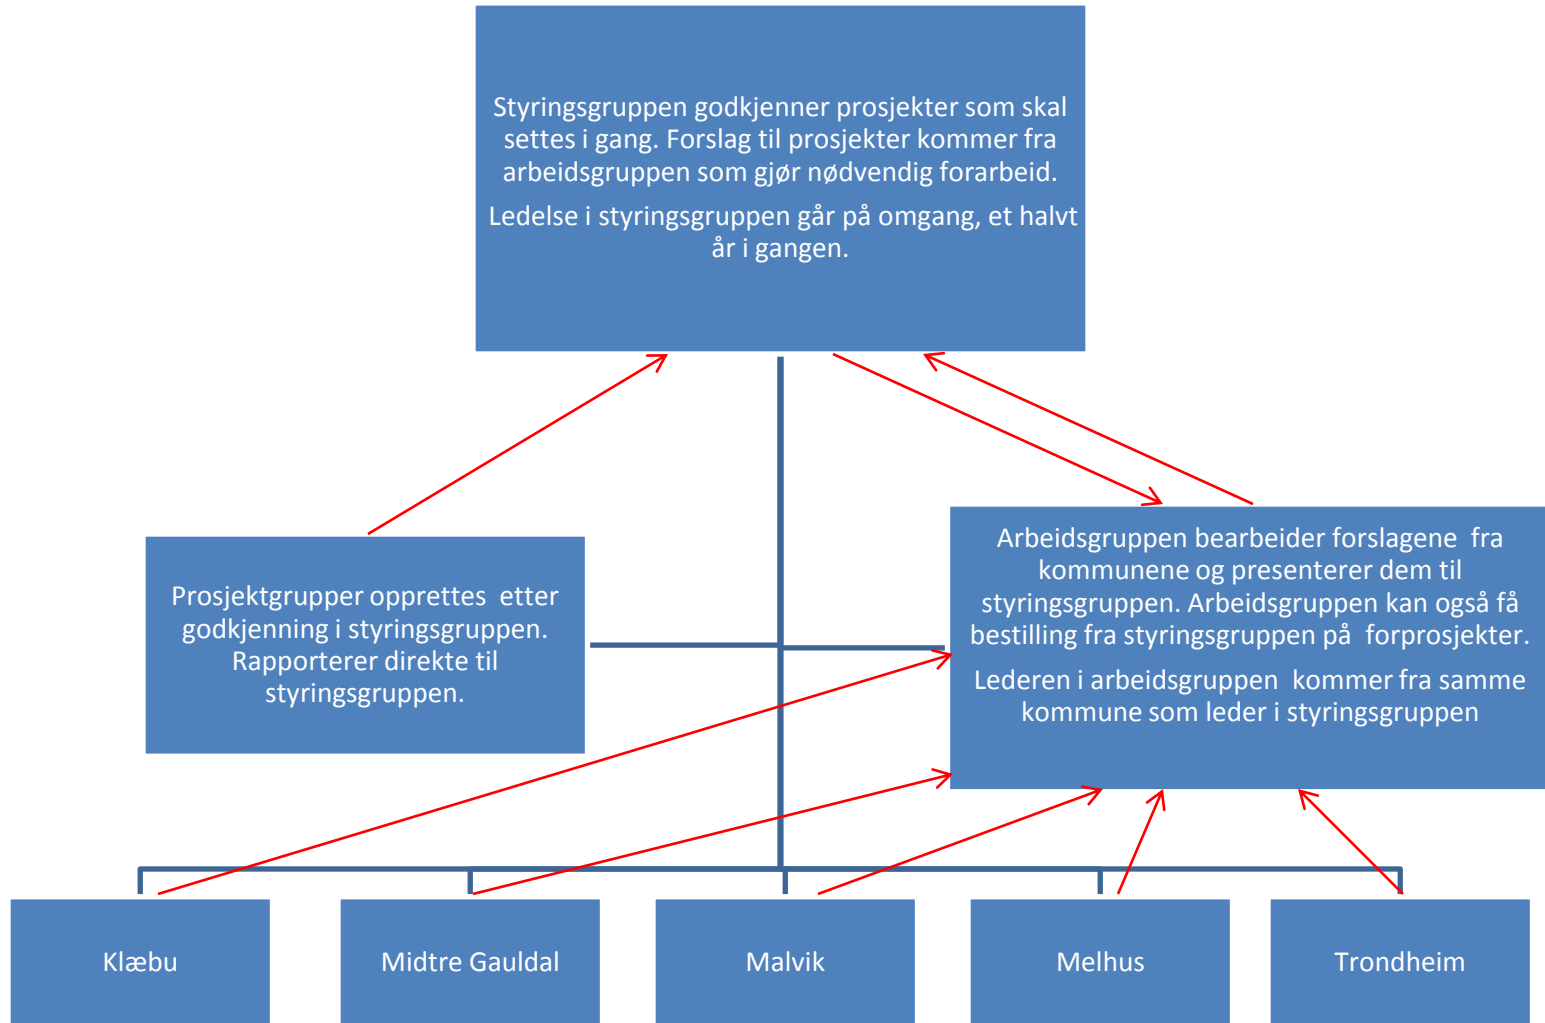 Styringsgruppen godkjenner prosjekter som skal
settes i gang. Forslag til prosjekter kommer fra
arbeidsgruppen som gjør nødvendig forarbeid.
Ledelse i styringsgruppen går på omgang, et halvt
år i gangen.
Prosjektgrupper opprettes etter
godkjenning i styringsgruppen.
Rapporterer direkte til
styringsgruppen.
Arbeidsgruppen bearbeider forslagene fra
kommunene og presenterer dem til
styringsgruppen. Arbeidsgruppen kan også få
bestilling fra styringsgruppen på forprosjekter.
Lederen i arbeidsgruppen kommer fra samme
kommune som leder i styringsgruppen
Klæbu
Midtre Gauldal
Malvik
Melhus
Trondheim